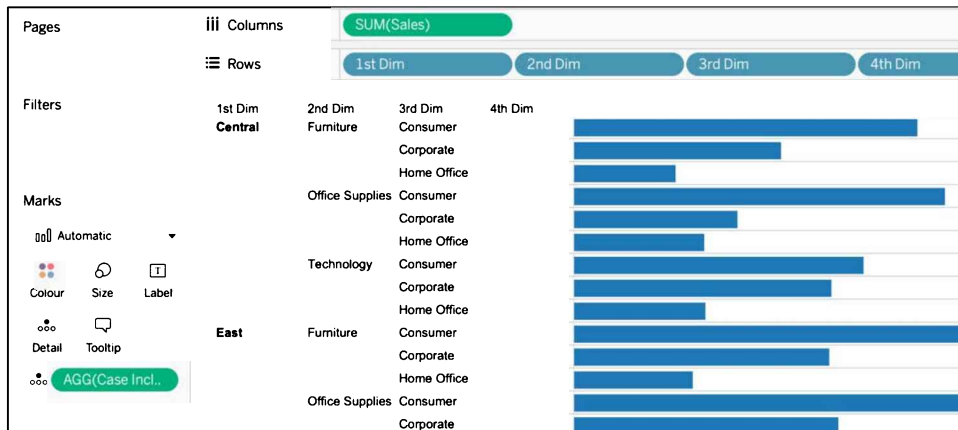 Pages
Columns
SUM(Sales)
Rows
1st Dim
2nd Dim
3rd Dim
4th Dim
Filters
1st Dim 2nd Dim 3rd Dim 4th Dim
Central Furniture Consumer
Corporate
Home Office
Office Supplies Consumer
Corporate
Home Office
Technology Consumer
Corporate
Home Office
East Furniture Consumer
Corporate
Home Office
Office Supplies Consumer
Corporate
Marks
Automatic
Colour Size Label
T
Detail Tooltip
AGG(Case Incl..